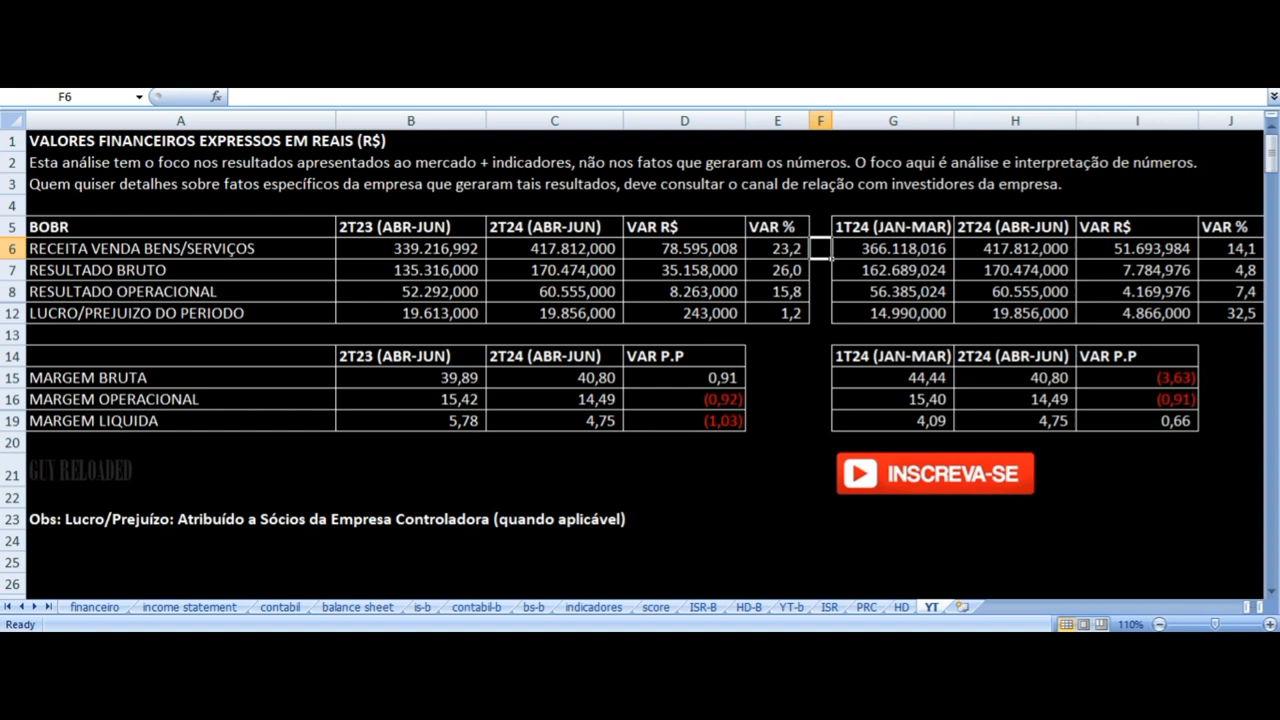 F6
fx
A B C D E F G H I J
1 VALORES FINANCEIROS EXPRESSOS EM REAIS (R$)
2 Esta análise tem o foco nos resultados apresentados ao mercado + indicadores, não nos fatos que geraram os números. O foco aqui é análise e interpretação de números.
3 Quem quiser detalhes sobre fatos específicos da empresa que geraram tais resultados, deve consultar o canal de relação com investidores da empresa.
4
5 BOBR 2T23 (ABR-JUN) 2T24 (ABR-JUN) VAR R$ VAR % 1T24 (JAN-MAR) 2T24 (ABR-JUN) VAR R$ VAR %
6 RECEITA VENDA BENS/SERVIÇOS 339.216,992 417.812,000 78.595,008 23,2 366.118,016 417.812,000 51.693,984 14,1
7 RESULTADO BRUTO 135.316,000 170.474,000 35.158,000 26,0 162.689,024 170.474,000 7.784,976 4,8
8 RESULTADO OPERACIONAL 52.292,000 60.555,000 8.263,000 15,8 56.385,024 60.555,000 4.169,976 7,4
12 LUCRO/PREJUIZO DO PERIODO 19.613,000 19.856,000 243,000 1,2 14.990,000 19.856,000 4.866,000 32,5
13
14 2T23 (ABR-JUN) 2T24 (ABR-JUN) VAR P.P 1T24 (JAN-MAR) 2T24 (ABR-JUN) VAR P.P
15 MARGEM BRUTA 39,89 40,80 0,91 44,44 40,80 (3,63)
16 MARGEM OPERACIONAL 15,42 14,49 (0,92) 15,40 14,49 (0,91)
19 MARGEM LIQUIDA 5,78 4,75 (1,03) 4,09 4,75 0,66
20
21 GUY RELOADED INSCREVA-SE
22
23 Obs: Lucro/Prejuízo: Atribuído a Sócios da Empresa Controladora (quando aplicável)
24
25
26
financeiro income statement contabil balance sheet is-b contabil-b bs-b indicadores score ISR-B HD-B YT-b ISR PRC HD YT
Ready 110%